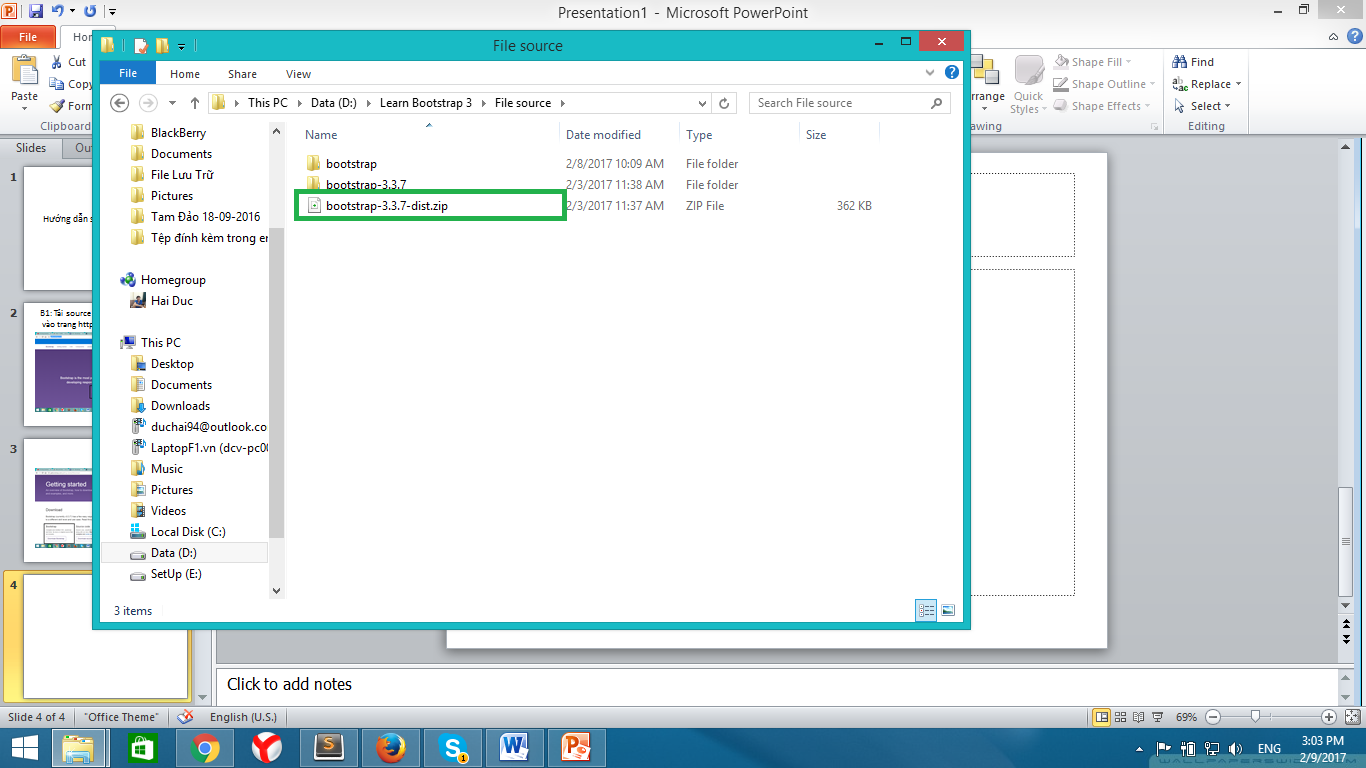 Presentation1 - Microsoft PowerPoint
File
Cut
Copy
Paste
Clipboard
Arrange
Quick
Styles
Shape Fill
Shape Outline
Shape Effects
Find
Replace
Select
Editing
File source
File Home Share View
This PC Data (D:) Learn Bootstrap 3 File source
Search File source
Name Date modified Type Size
bootstrap 2/8/2017 10:09 AM File folder
bootstrap-3.3.7 2/3/2017 11:38 AM File folder
bootstrap-3.3.7-dist.zip 2/3/2017 11:37 AM ZIP File 362 KB
BlackBerry
Documents
File Lưu Trữ
Pictures
Tam Đảo 18-09-2016
Tệp đính kèm trong
Homegroup
Hai Duc
This PC
Desktop
Documents
Downloads
duchai94@outlook.co
LaptopF1.vn (dcv-pc00
Music
Pictures
Videos
Local Disk (C:)
Data (D:)
SetUp (E:)
3 items
Slides
1
Hướng dẫn
2
B1: Tải source
vào trang
3
Getting started
Download
4
Click to add notes
Slide 4 of 4 "Office Theme" English (U.S.) 69%
ENG
3:03 PM
2/9/2017